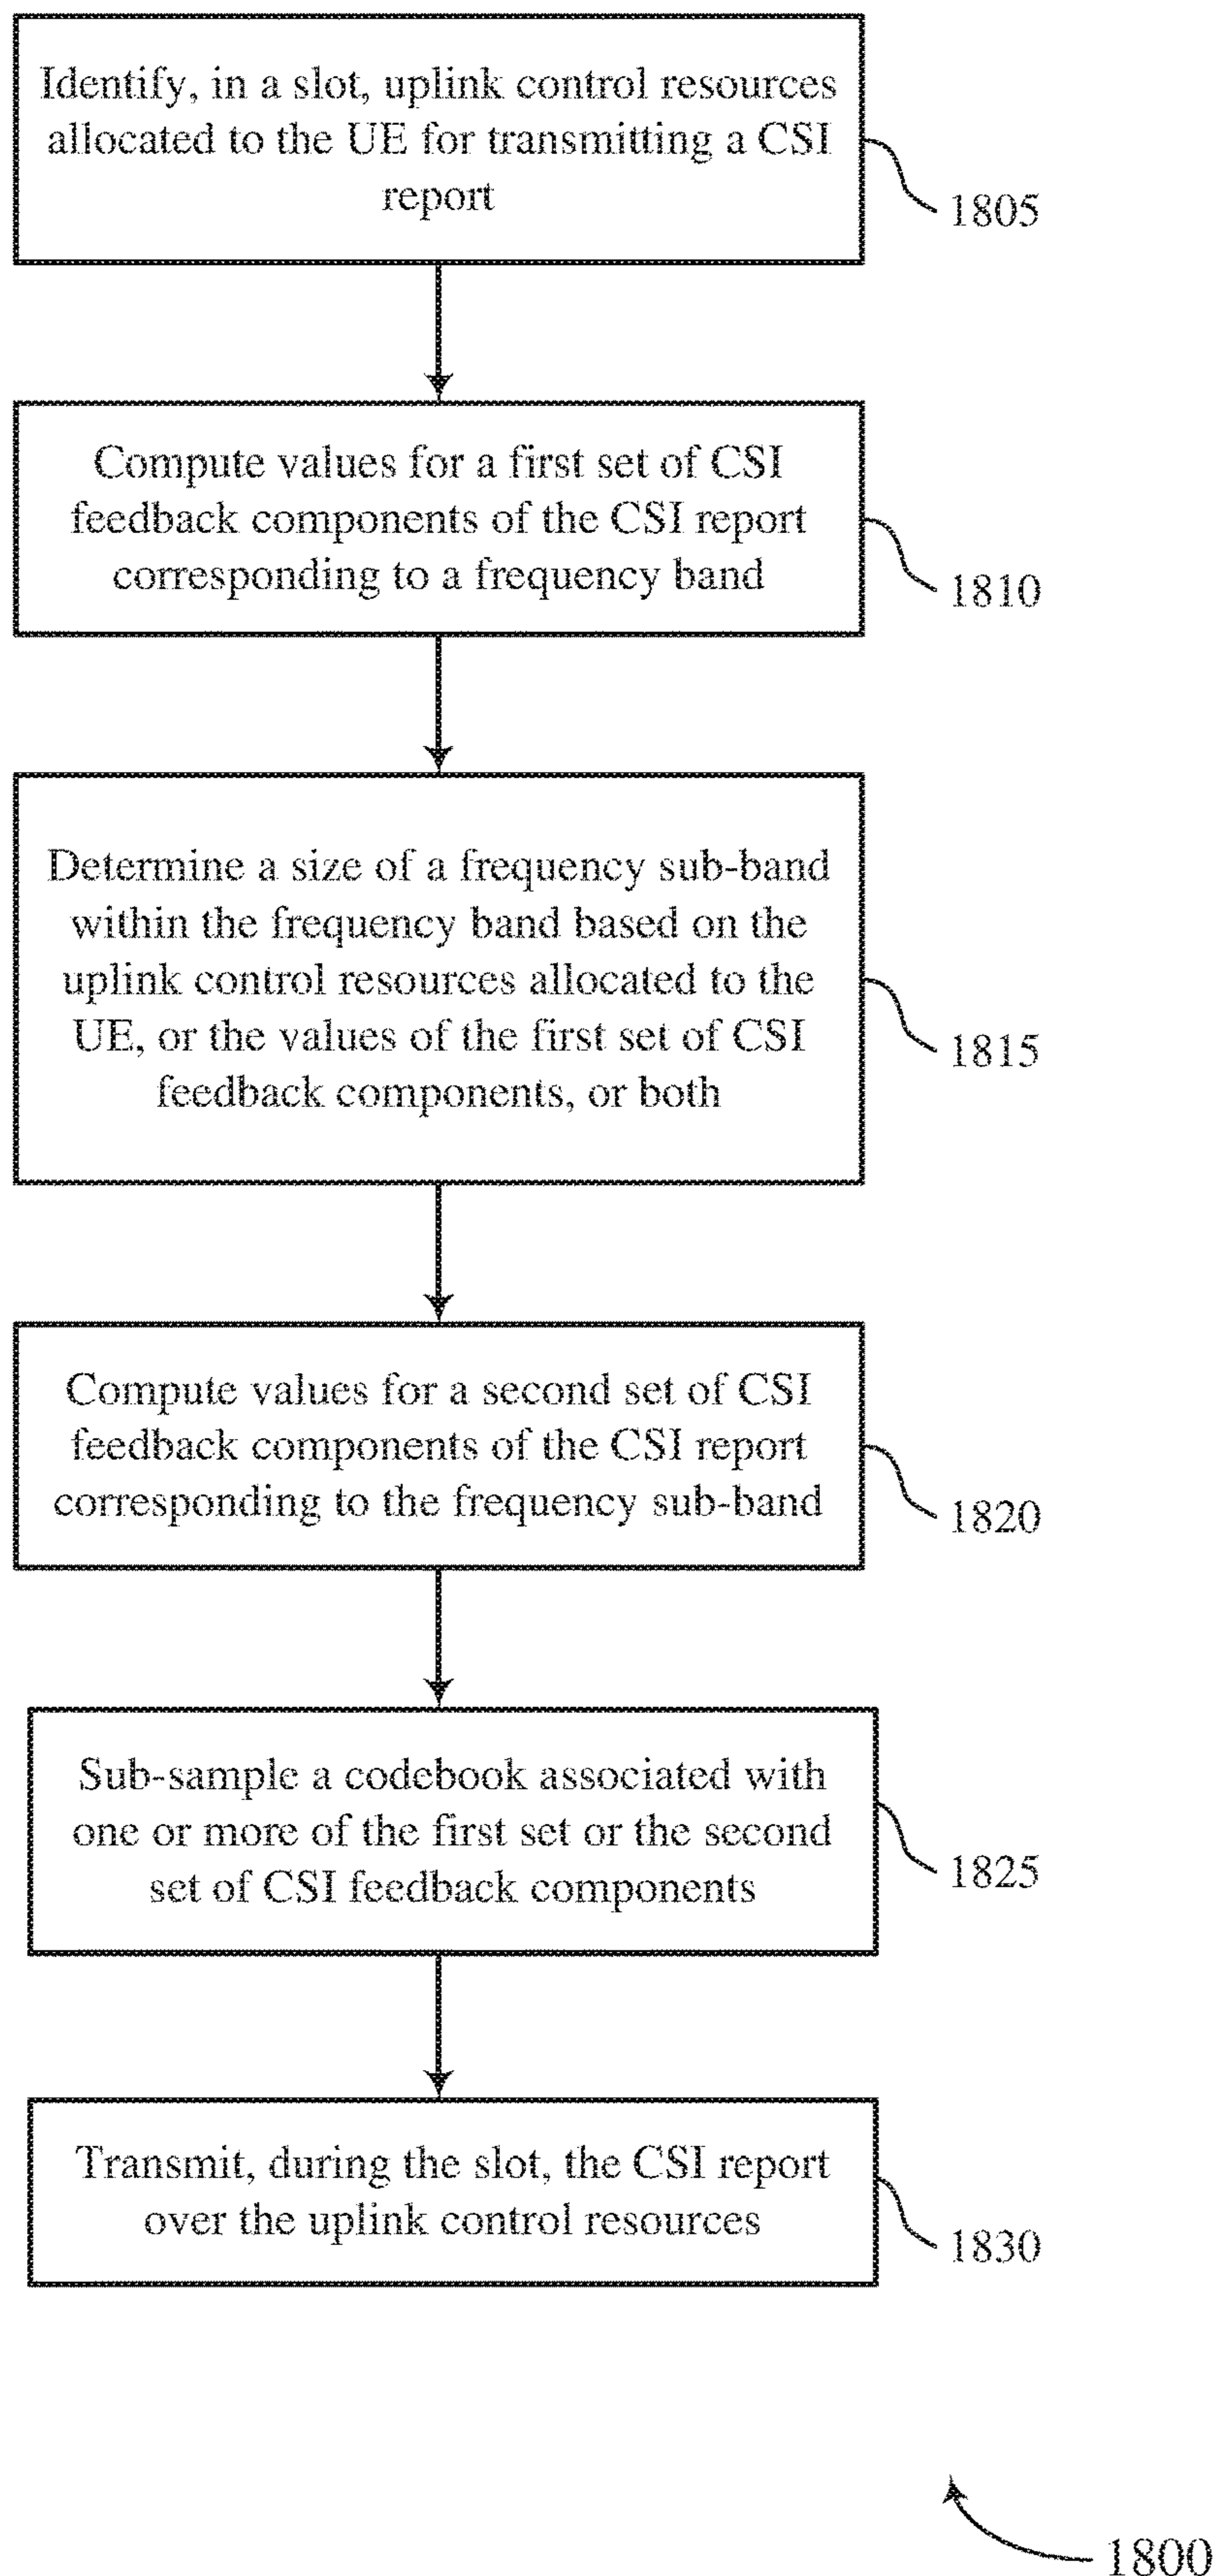 Identify, in a slot, uplink control resources
allocated to the UE for transmitting a CSI
report
1805
Compute values for a first set of CSI
feedback components of the CSI report
corresponding to a frequency band
1810
Determine a size of a frequency sub-band
within the frequency band based on the
uplink control resources allocated to the
UE, or the values of the first set of CSI
feedback components, or both
1815
Compute values for a second set of CSI
feedback components of the CSI report
corresponding to the frequency sub-band
1820
Sub-sample a codebook associated with
one or more of the first set or the second
set of CSI feedback components
1825
Transmit, during the slot, the CSI report
over the uplink control resources
1830
1800